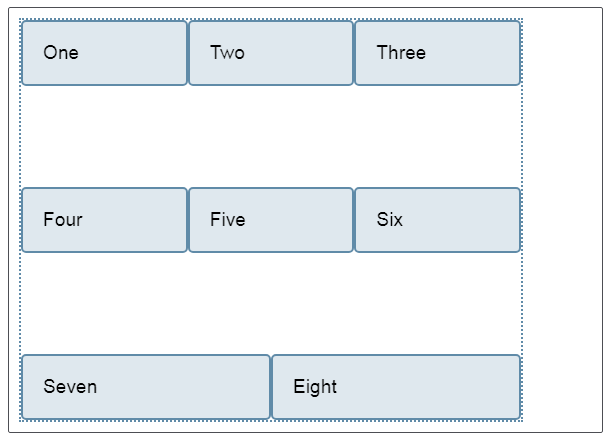 One Two Three
Four Five Six
Seven Eight